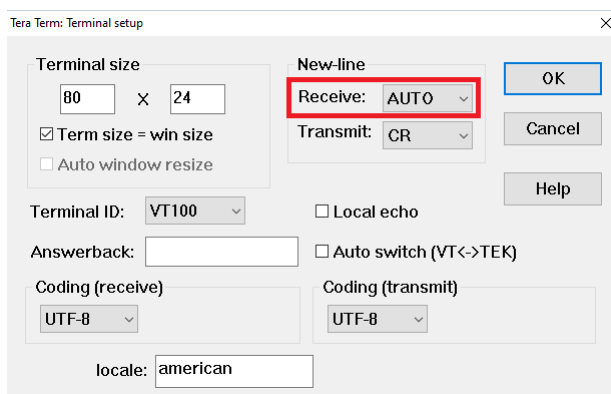 Tera Term: Terminal setup
Terminal size
80 X 24
Term size = win size
Auto window resize
New-line
Receive: AUTO
Transmit: CR
OK
Cancel
Help
Terminal ID: VT100
Local echo
Answerback:
Auto switch (VT<->TEK)
Coding (receive)
UTF-8
Coding (transmit)
UTF-8
locale: american